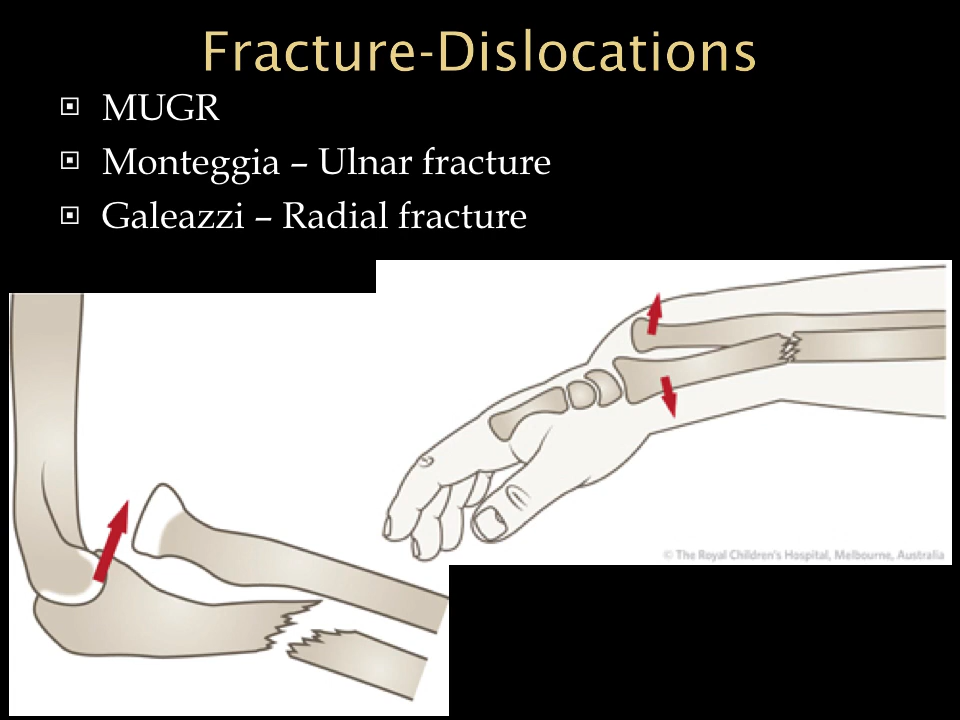 Fracture-Dislocations
MUGR
Monteggia – Ulnar fracture
Galeazzi – Radial fracture
© The Royal Children's Hospital, Melbourne, Australia